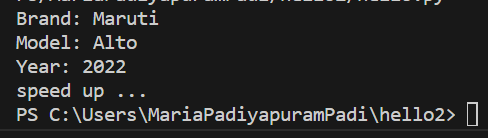 Brand: Maruti
Model: Alto
Year: 2022
speed up ...
PS C:\Users\MariaPadiyapuramPadi\hello2>